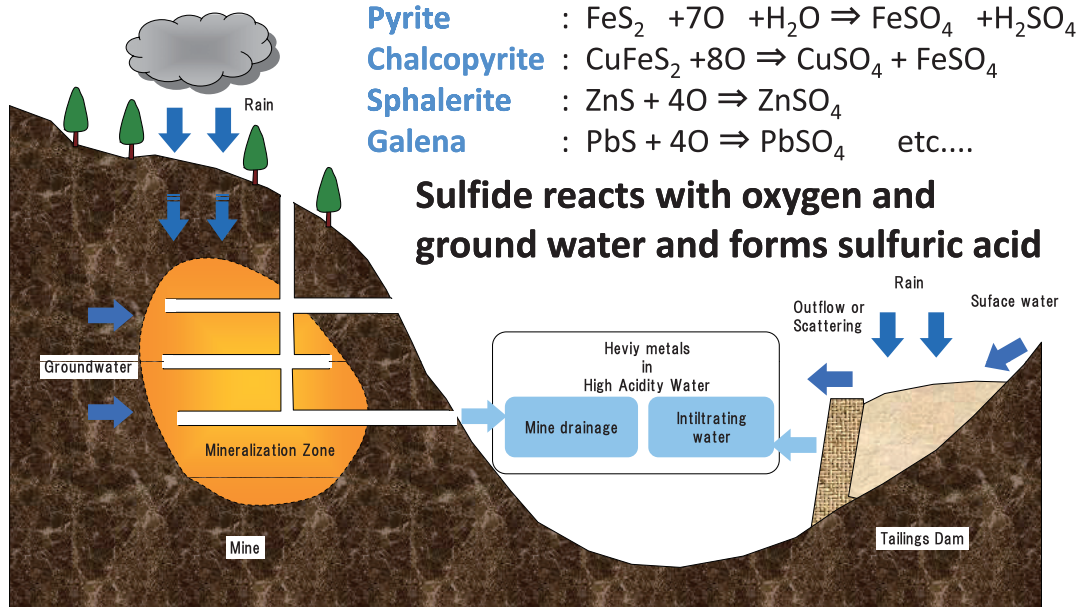 Pyrite : FeS₂ +7O +H₂O ⇒ FeSO₄ +H₂SO₄
Chalcopyrite : CuFeS₂ +8O ⇒ CuSO₄ + FeSO₄
Sphalerite : ZnS + 4O ⇒ ZnSO₄
Galena : PbS + 4O ⇒ PbSO₄ etc....
Sulfide reacts with oxygen and
ground water and forms sulfuric acid
Rain
Rain
Outflow or
Scattering
Suface water
Groundwater
Heviy metals
in
High Acidity Water
Mine drainage
Intiltrating
water
Mineralization Zone
Mine
Tailings Dam